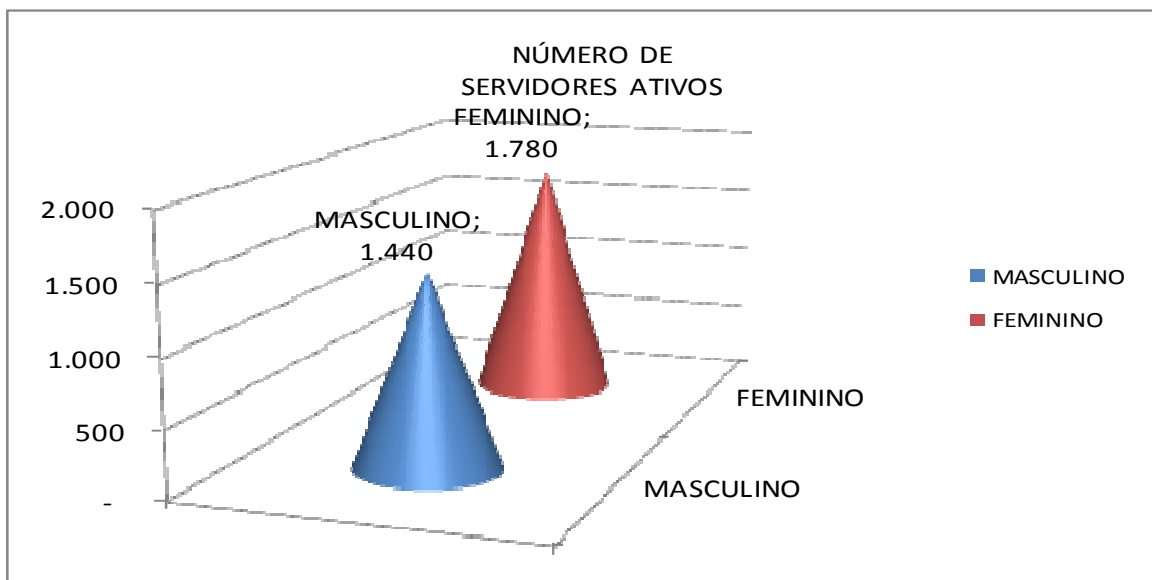 NÚMERO DE
SERVIDORES ATIVOS
FEMININO;
1.780
MASCULINO;
1.440
2.000
1.500
1.000
500
-
FEMININO
MASCULINO
MASCULINO
FEMININO